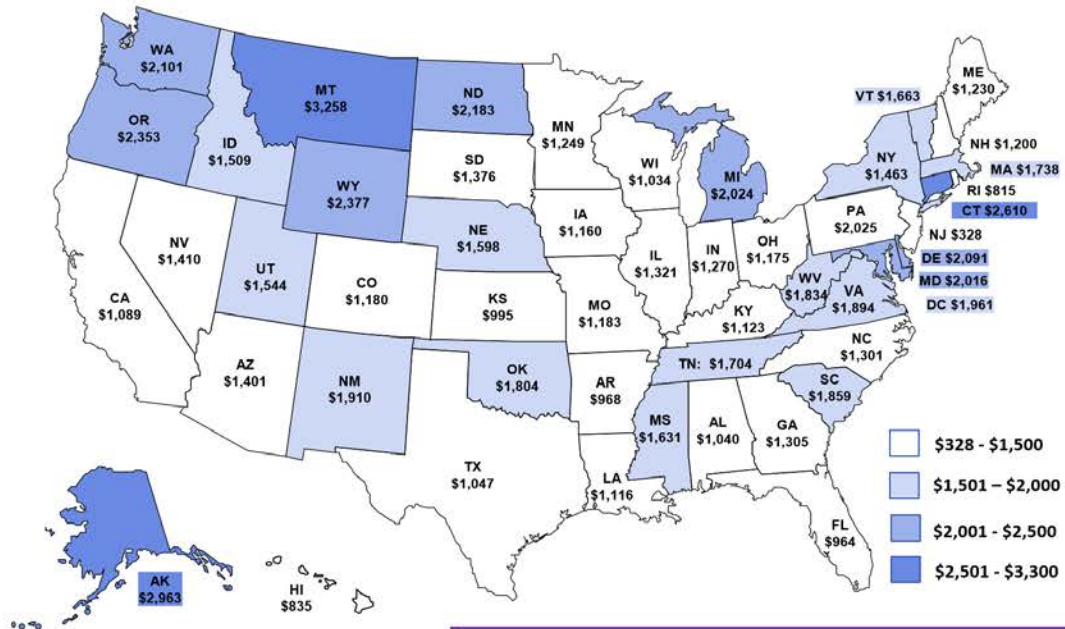 WA
$2,101
OR
$2,353
ID
$1,509
MT
$3,258
ND
$2,183
SD
$1,376
WY
$2,377
NE
$1,598
NV
$1,410
UT
$1,544
CO
$1,180
KS
$995
CA
$1,089
AZ
$1,401
NM
$1,910
OK
$1,804
TX
$1,047
MN
$1,249
WI
$1,034
IA
$1,160
IL
$1,321
MO
$1,183
AR
$968
LA
$1,116
MI
$2,024
IN
$1,270
OH
$1,175
KY
$1,123
TN: $1,704
MS
$1,631
AL
$1,040
GA
$1,305
FL
$964
SC
$1,859
NC
$1,301
VA
$1,894
WV
$1,834
PA
$2,025
NY
$1,463
VT $1,663
ME
$1,230
NH $1,200
MA $1,738
RI $815
CT $2,610
NJ $328
DE $2,091
MD $2,016
DC $1,961
AK
$2,963
HI
$835
$328 - $1,500
$1,501 – $2,000
$2,001 - $2,500
$2,501 - $3,300